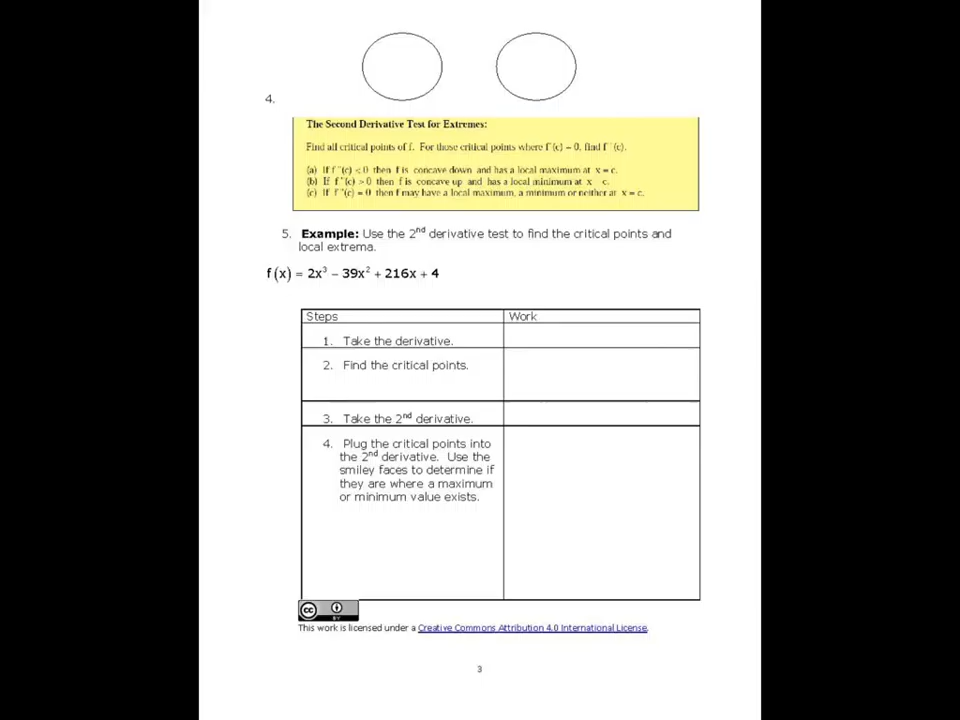 4.
The Second Derivative Test for Extremes:
Find all critical points of f. For those critical points where f '(c) = 0, find f ''(c).
(a) If f ''(c) < 0 then f is concave down and has a local maximum at x = c.
(b) If f ''(c) > 0 then f is concave up and has a local minimum at x c.
(c) If f ''(c) = 0 then f may have a local maximum, a minimum or neither at x = c.
5. Example: Use the 2nd derivative test to find the critical points and
local extrema.
f(x) = 2x³ − 39x² + 216x + 4
Steps Work
1. Take the derivative.
2. Find the critical points.
3. Take the 2nd derivative.
4. Plug the critical points into
the 2nd derivative. Use the
smiley faces to determine if
they are where a maximum
or minimum value exists.
cc
BY
This work is licensed under a Creative Commons Attribution 4.0 International License.
3